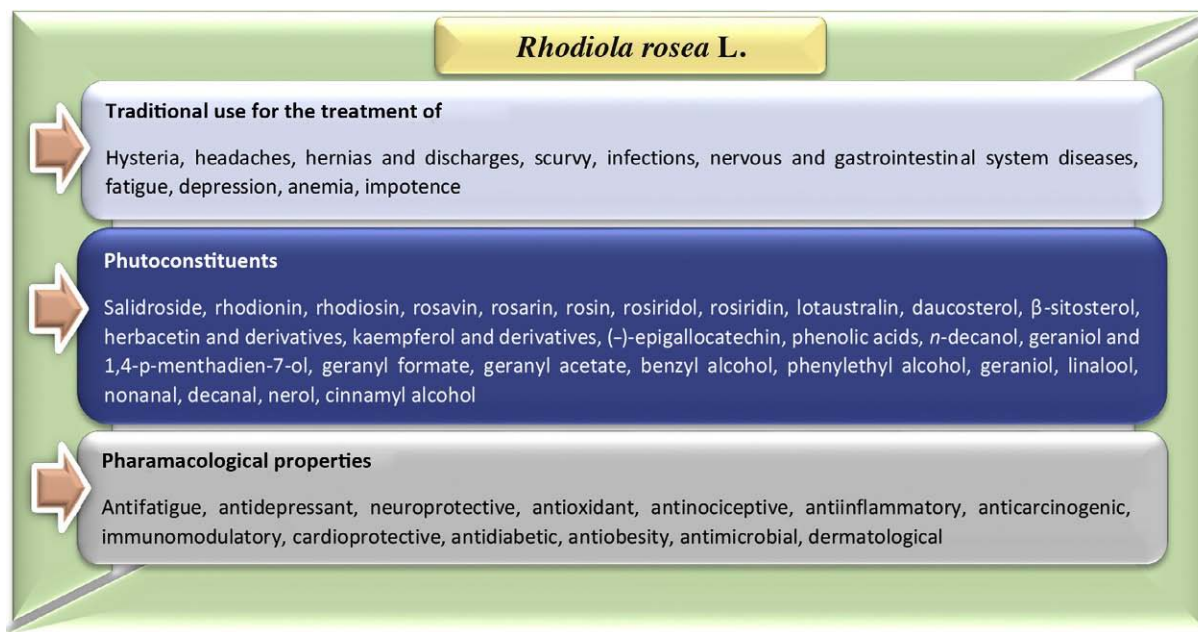 Rhodiola rosea L.
Traditional use for the treatment of
Hysteria, headaches, hernias and discharges, scurvy, infections, nervous and gastrointestinal system diseases,
fatigue, depression, anemia, impotence
Phutoconstituents
Salidroside, rhodionin, rhodiosin, rosavin, rosarin, rosin, rosiridol, rosiridin, lotaustralin, daucosterol, β-sitosterol,
herbacetin and derivatives, kaempferol and derivatives, (−)-epigallocatechin, phenolic acids, n-decanol, geraniol and
1,4-p-menthadien-7-ol, geranyl formate, geranyl acetate, benzyl alcohol, phenylethyl alcohol, geraniol, linalool,
nonanal, decanal, nerol, cinnamyl alcohol
Pharamacological properties
Antifatigue, antidepressant, neuroprotective, antioxidant, antinociceptive, antiinflammatory, anticarcinogenic,
immunomodulatory, cardioprotective, antidiabetic, antiobesity, antimicrobial, dermatological